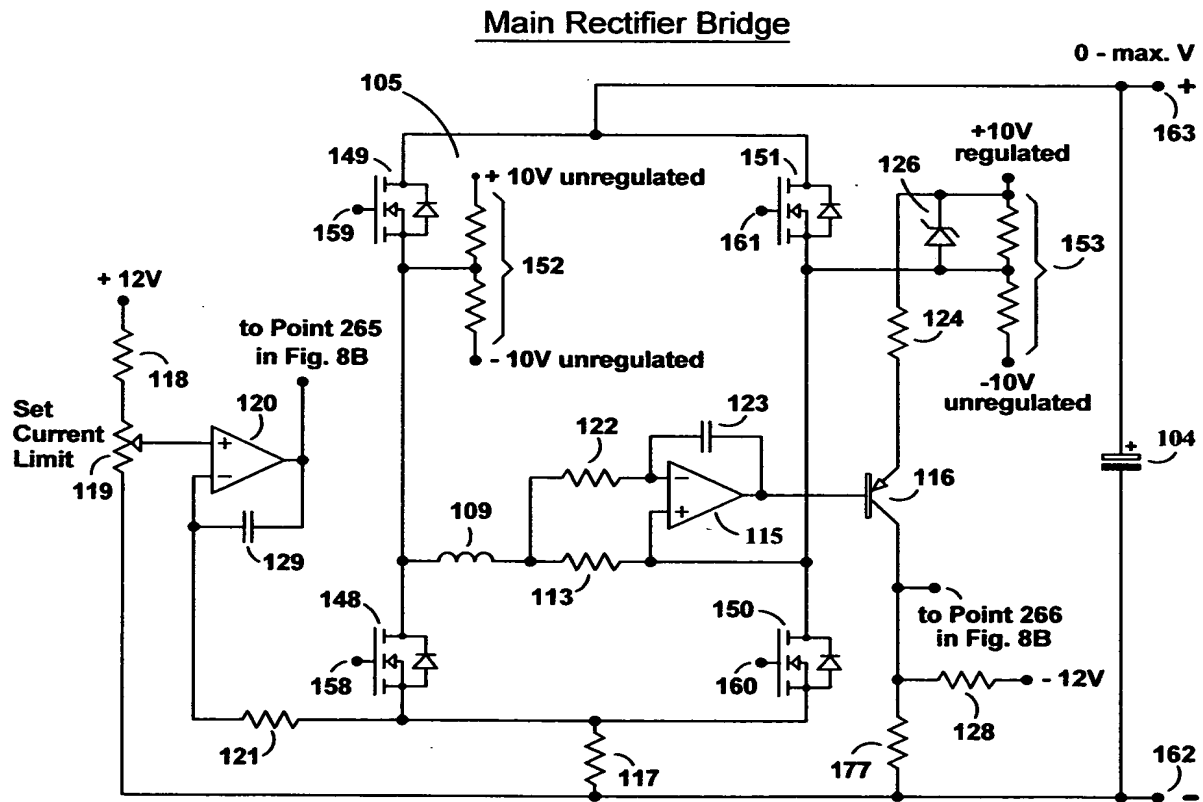 Main Rectifier Bridge
0 - max. V
+
163
105
149
+ 10V unregulated
159
152
- 10V unregulated
151
161
126
+10V
regulated
153
124
-10V
unregulated
+ 12V
118
to Point 265
in Fig. 8B
Set
Current
Limit
119
120
+
-
129
109
122
123
-
+
115
113
116
+
104
148
158
150
160
to Point 266
in Fig. 8B
- 12V
128
121
117
177
162
-